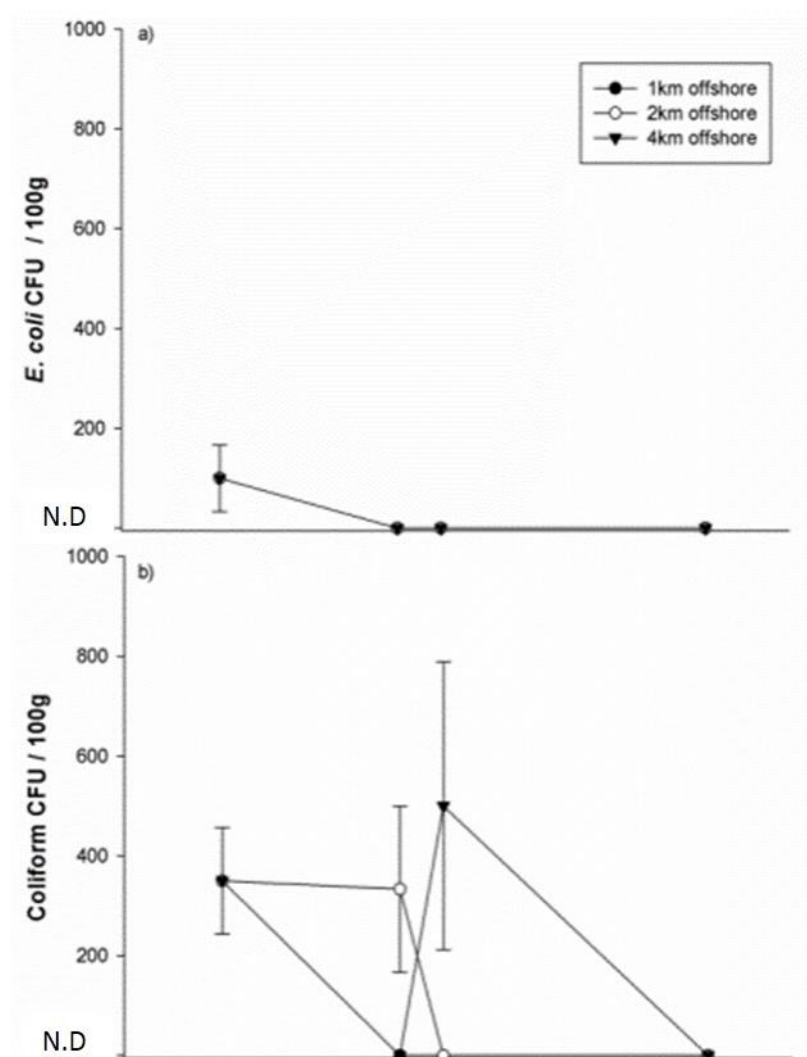 a)
1000
800
600
400
200
N.D
E. coli CFU / 100g
1km offshore
2km offshore
4km offshore
b)
1000
800
600
400
200
N.D
Coliform CFU / 100g